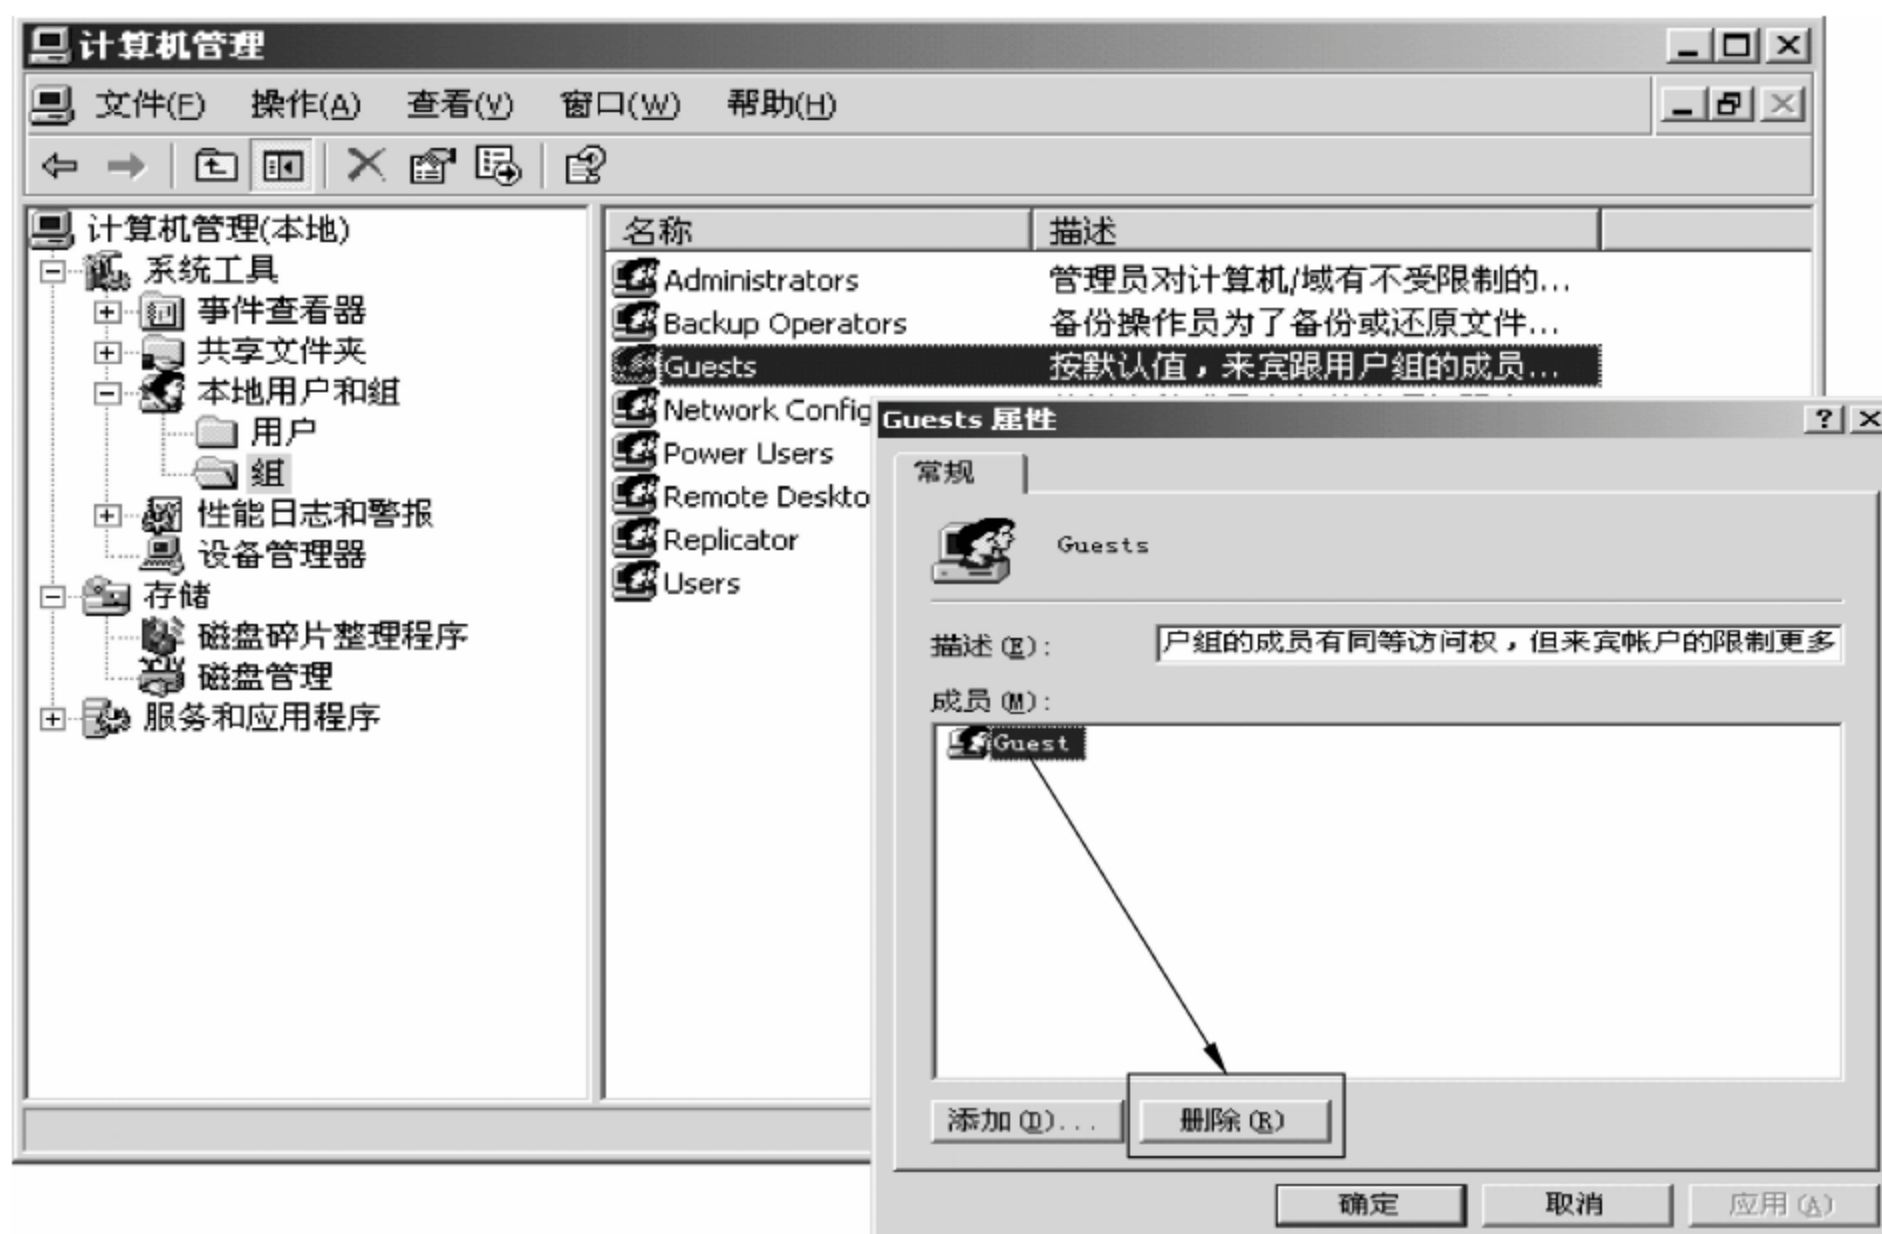 计算机管理
文件(F) 操作(A) 查看(V) 窗口(W) 帮助(H)
计算机管理(本地)
系统工具
事件查看器
共享文件夹
本地用户和组
用户
组
性能日志和警报
设备管理器
存储
磁盘碎片整理程序
磁盘管理
服务和应用程序
名称 描述
Administrators 管理员对计算机/域有不受限制的...
Backup Operators 备份操作员为了备份或还原文件...
Guests 按默认值，来宾跟用户组的成员...
Network Config
Power Users
Remote Deskto
Replicator
Users
Guests 属性
常规
Guests
描述(E): 户组的成员有同等访问权，但来宾帐户的限制更多
成员(M):
Guest
添加(D)... 删除(R)
确定 取消 应用(A)